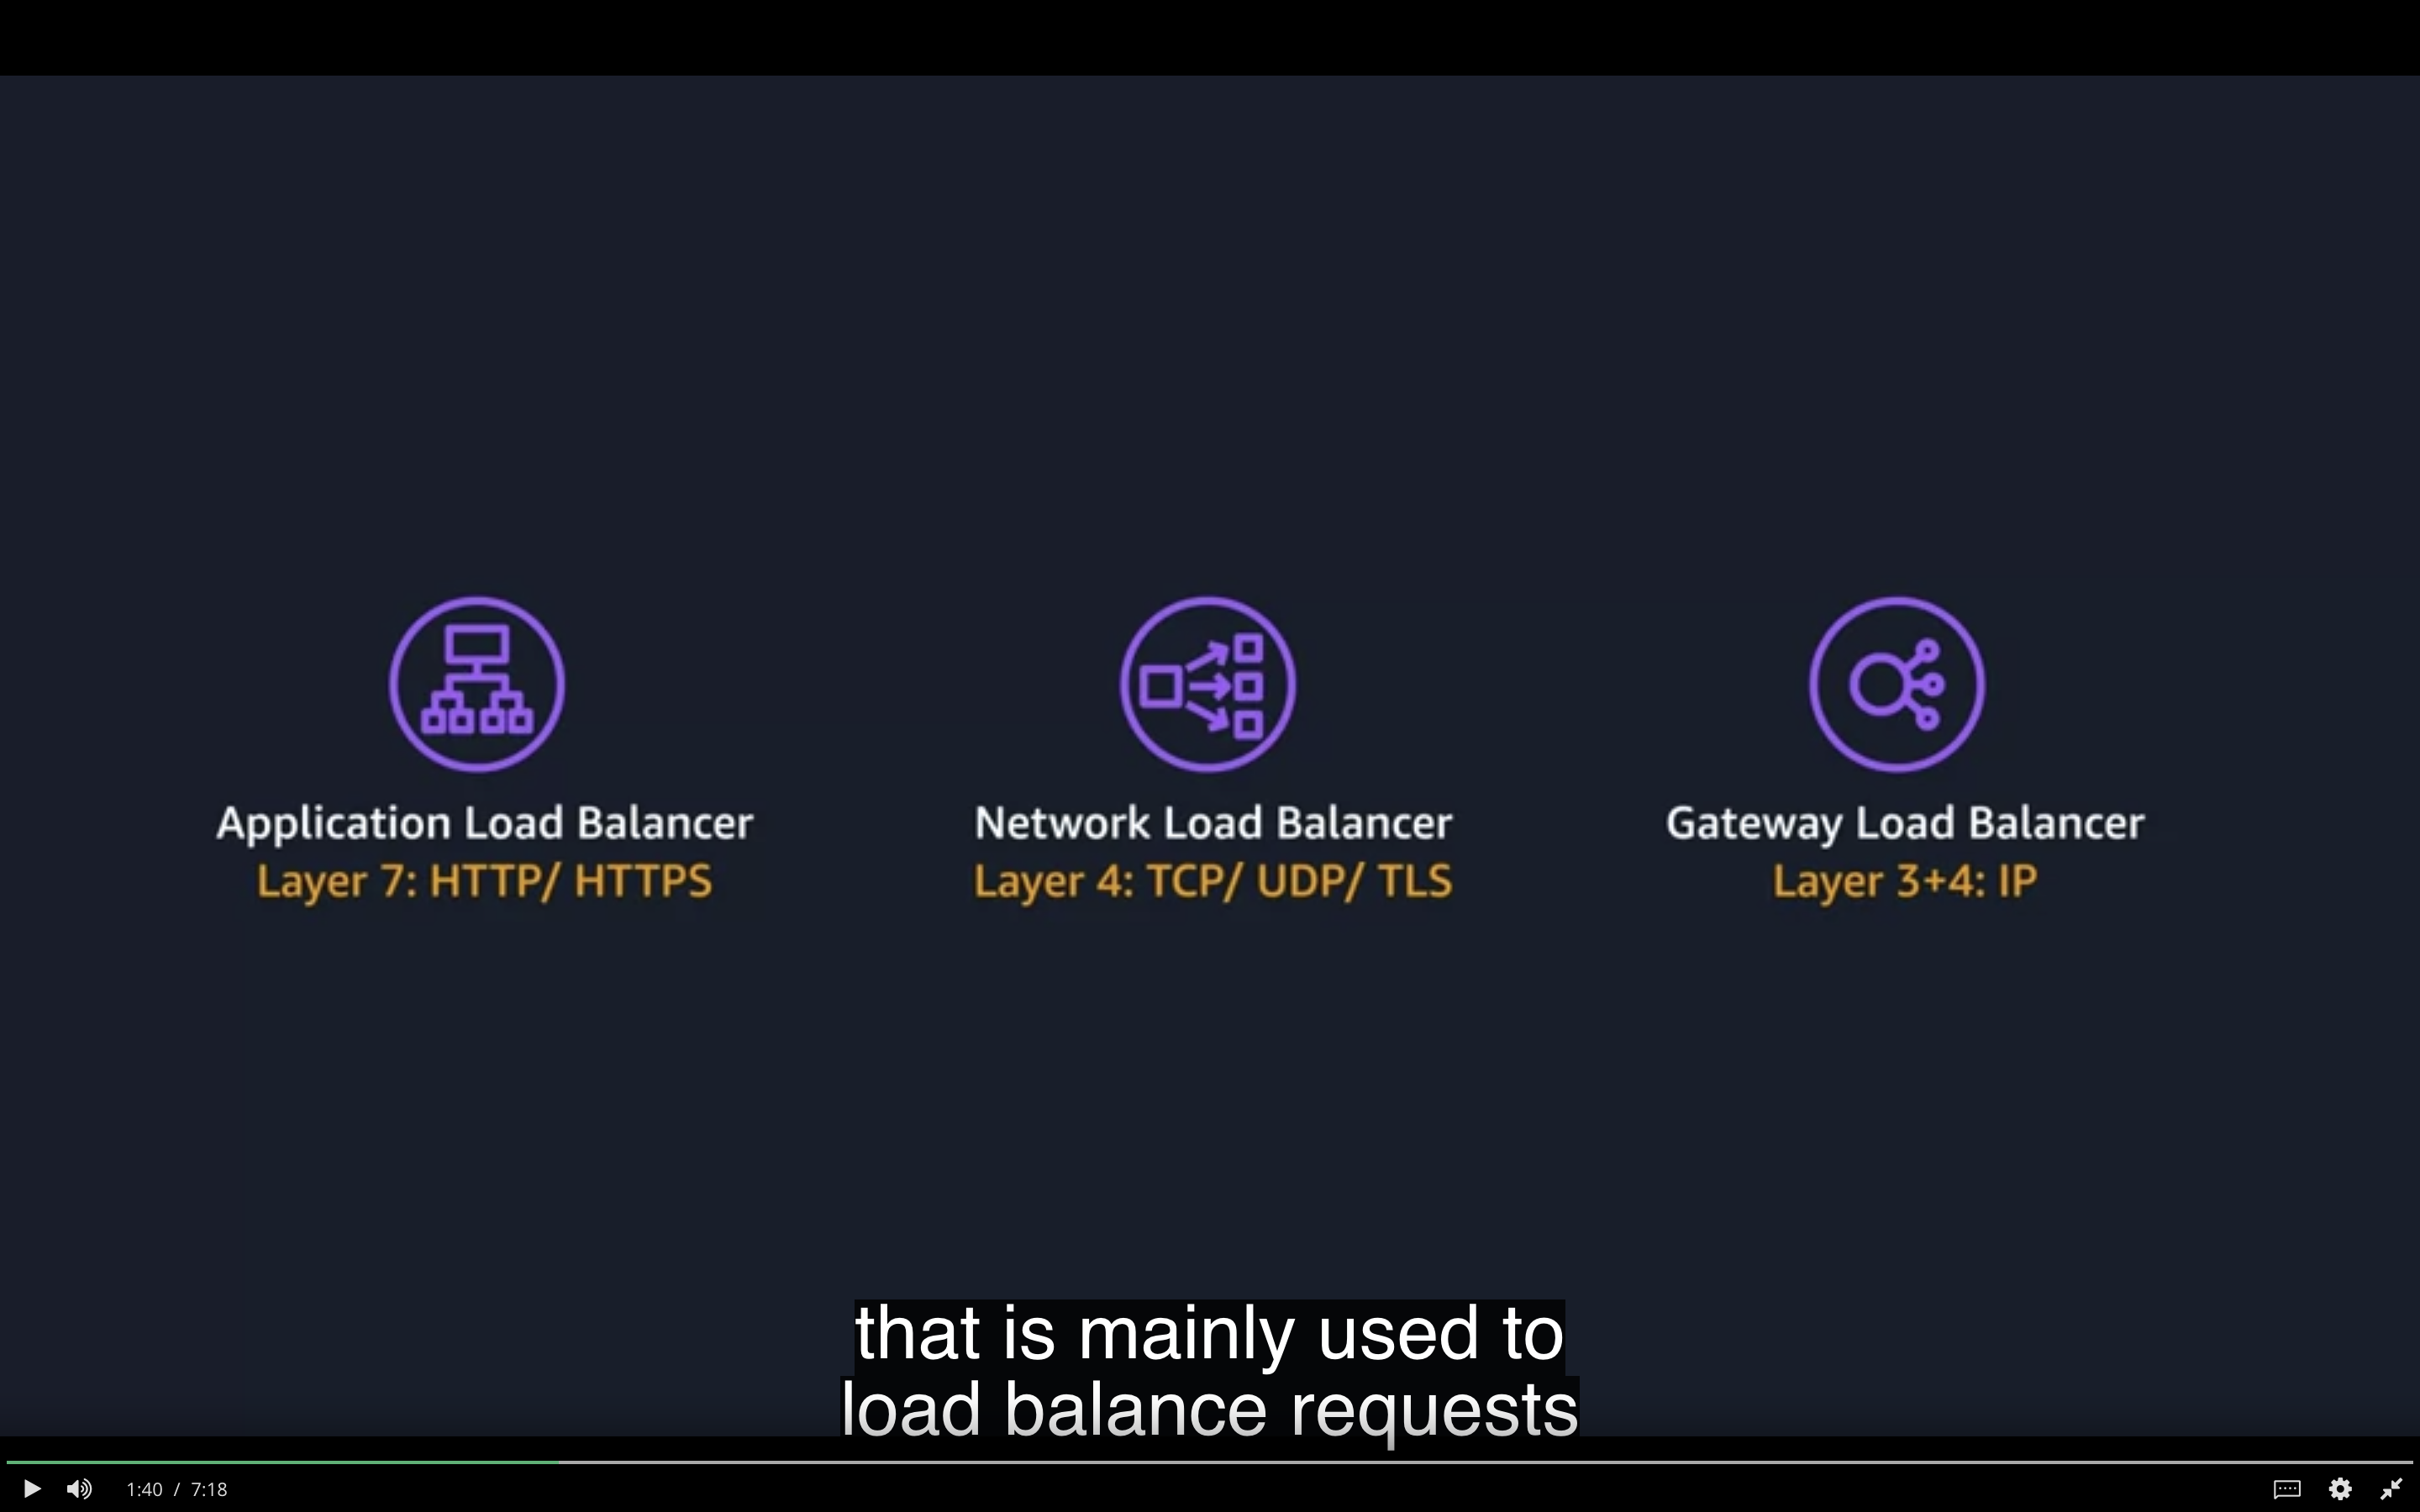 Application Load Balancer
Layer 7: HTTP/ HTTPS
Network Load Balancer
Layer 4: TCP/ UDP/ TLS
Gateway Load Balancer
Layer 3+4: IP
that is mainly used to
load balance requests
1:40 / 7:18